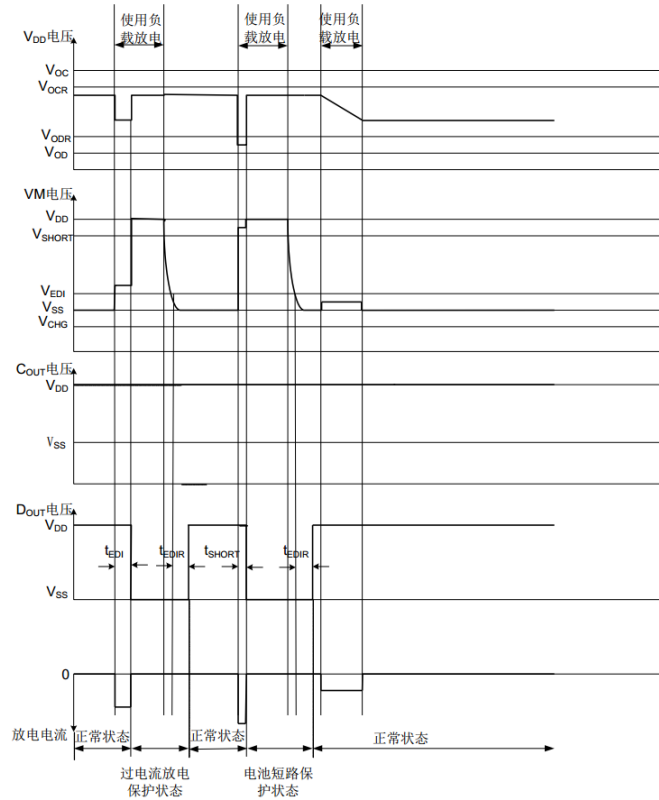 使用负
载放电
使用负
载放电
使用负
载放电
VDD电压
VOC
VOCR
VODR
VOD
VM电压
VDD
VSHORT
VEDI
VSS
VCHG
COUT电压
VDD
VSS
DOUT电压
VDD
tEDI
tEDIR
tSHORT
tEDIR
VSS
0
放电电流
正常状态
正常状态
正常状态
过电流放电
保护状态
电池短路保
护状态